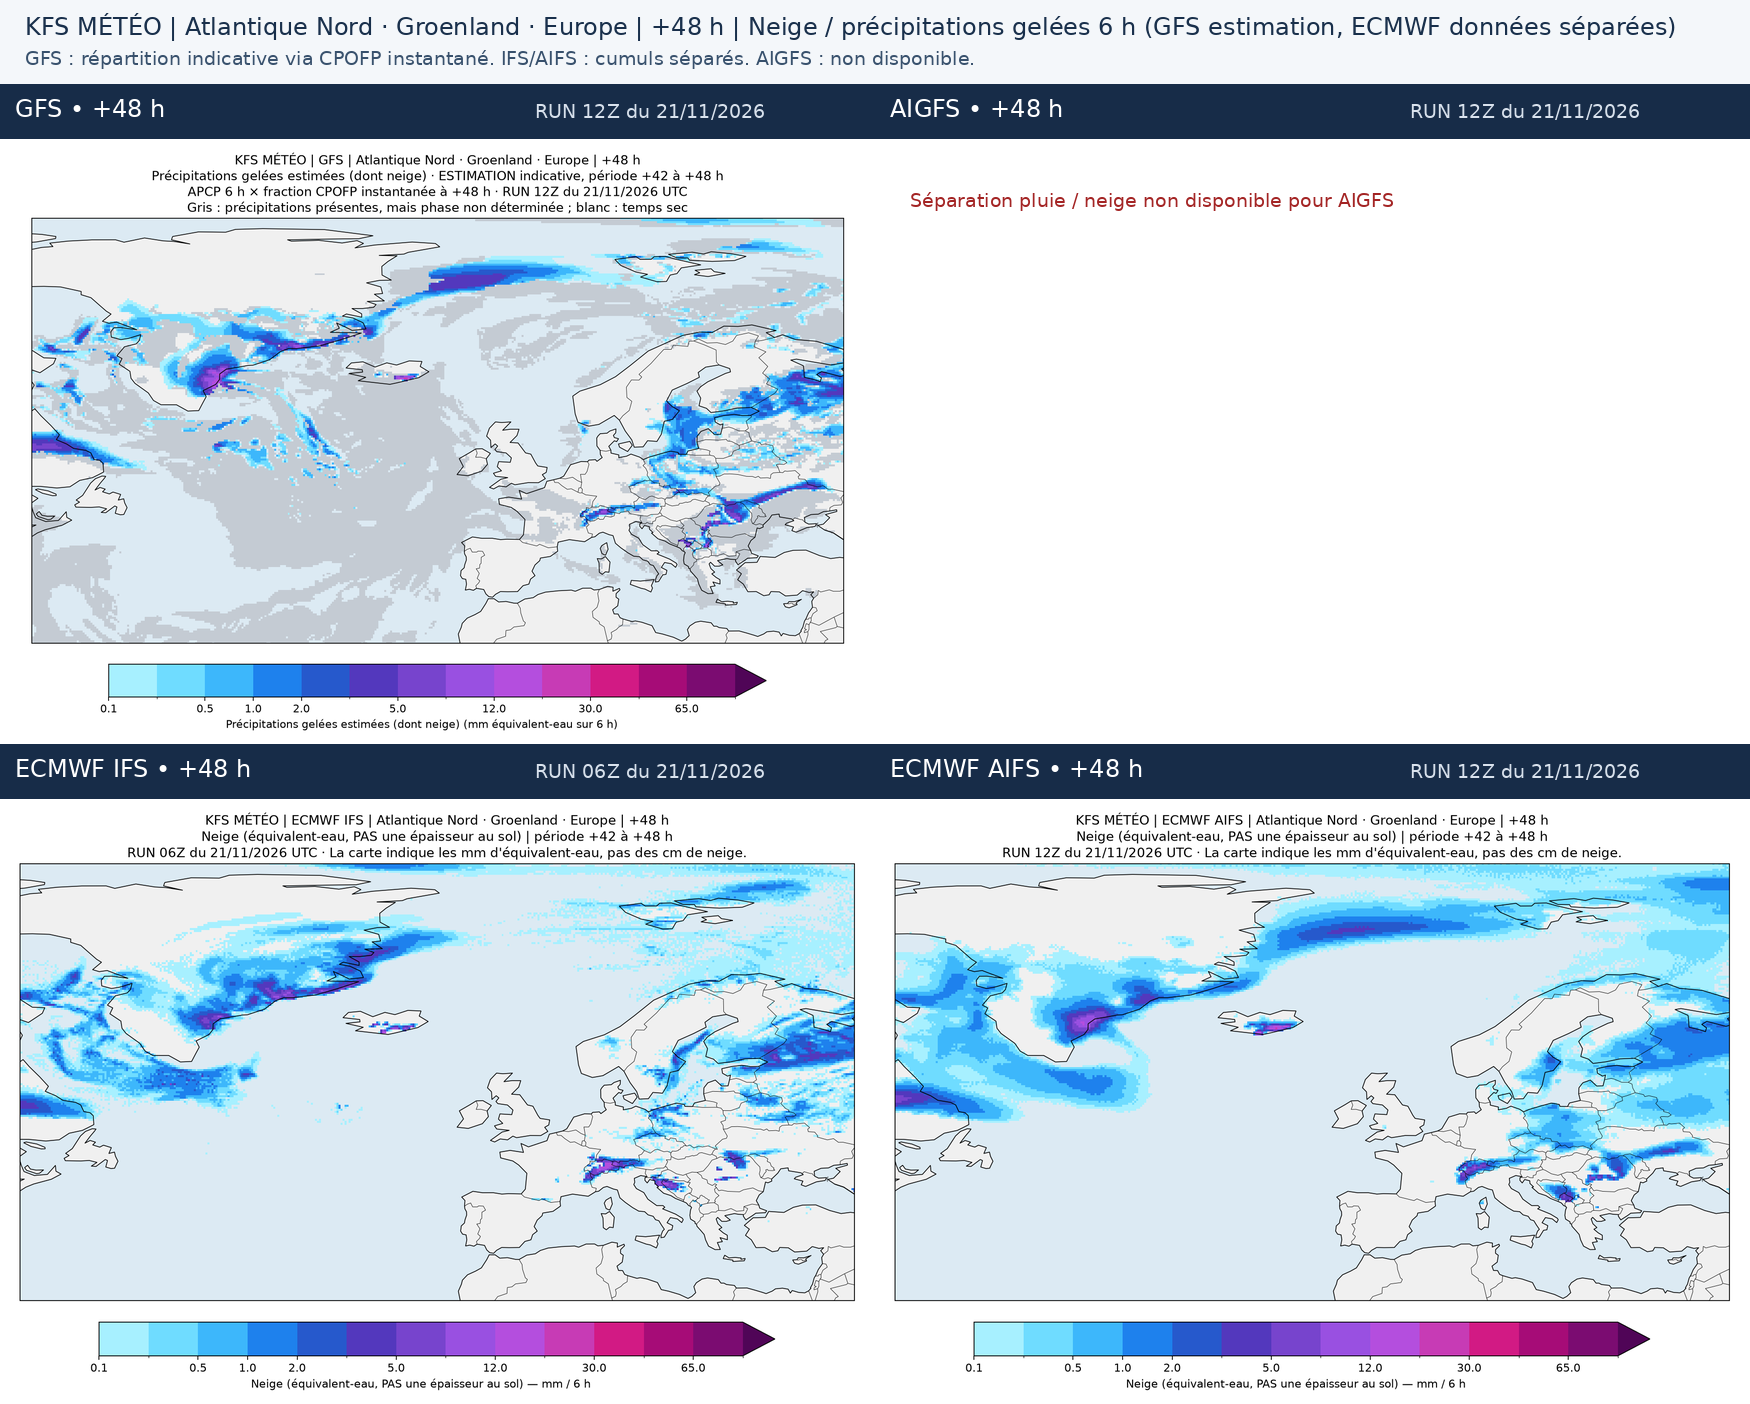 KFS MÉTÉO | Atlantique Nord · Groenland · Europe | +48 h | Neige / précipitations gelées 6 h (GFS estimation, ECMWF données séparées)
GFS : répartition indicative via CPOFP instantané. IFS/AIFS : cumuls séparés. AIGFS : non disponible.
GFS • +48 h
RUN 12Z du 21/11/2026
AIGFS • +48 h
RUN 12Z du 21/11/2026
KFS MÉTÉO | GFS | Atlantique Nord · Groenland · Europe | +48 h
Précipitations gelées estimées (dont neige) · ESTIMATION indicative, période +42 à +48 h
APCP 6 h × fraction CPOFP instantanée à +48 h · RUN 12Z du 21/11/2026 UTC
Gris : précipitations présentes, mais phase non déterminée ; blanc : temps sec
Séparation pluie / neige non disponible pour AIGFS
0.1 0.5 1.0 2.0 5.0 12.0 30.0 65.0
Précipitations gelées estimées (dont neige) (mm équivalent-eau sur 6 h)
ECMWF IFS • +48 h
RUN 06Z du 21/11/2026
ECMWF AIFS • +48 h
RUN 12Z du 21/11/2026
KFS MÉTÉO | ECMWF IFS | Atlantique Nord · Groenland · Europe | +48 h
Neige (équivalent-eau, PAS une épaisseur au sol) | période +42 à +48 h
RUN 06Z du 21/11/2026 UTC · La carte indique les mm d'équivalent-eau, pas des cm de neige.
0.1 0.5 1.0 2.0 5.0 12.0 30.0 65.0
Neige (équivalent-eau, PAS une épaisseur au sol) — mm / 6 h
KFS MÉTÉO | ECMWF AIFS | Atlantique Nord · Groenland · Europe | +48 h
Neige (équivalent-eau, PAS une épaisseur au sol) | période +42 à +48 h
RUN 12Z du 21/11/2026 UTC · La carte indique les mm d'équivalent-eau, pas des cm de neige.
0.1 0.5 1.0 2.0 5.0 12.0 30.0 65.0
Neige (équivalent-eau, PAS une épaisseur au sol) — mm / 6 h